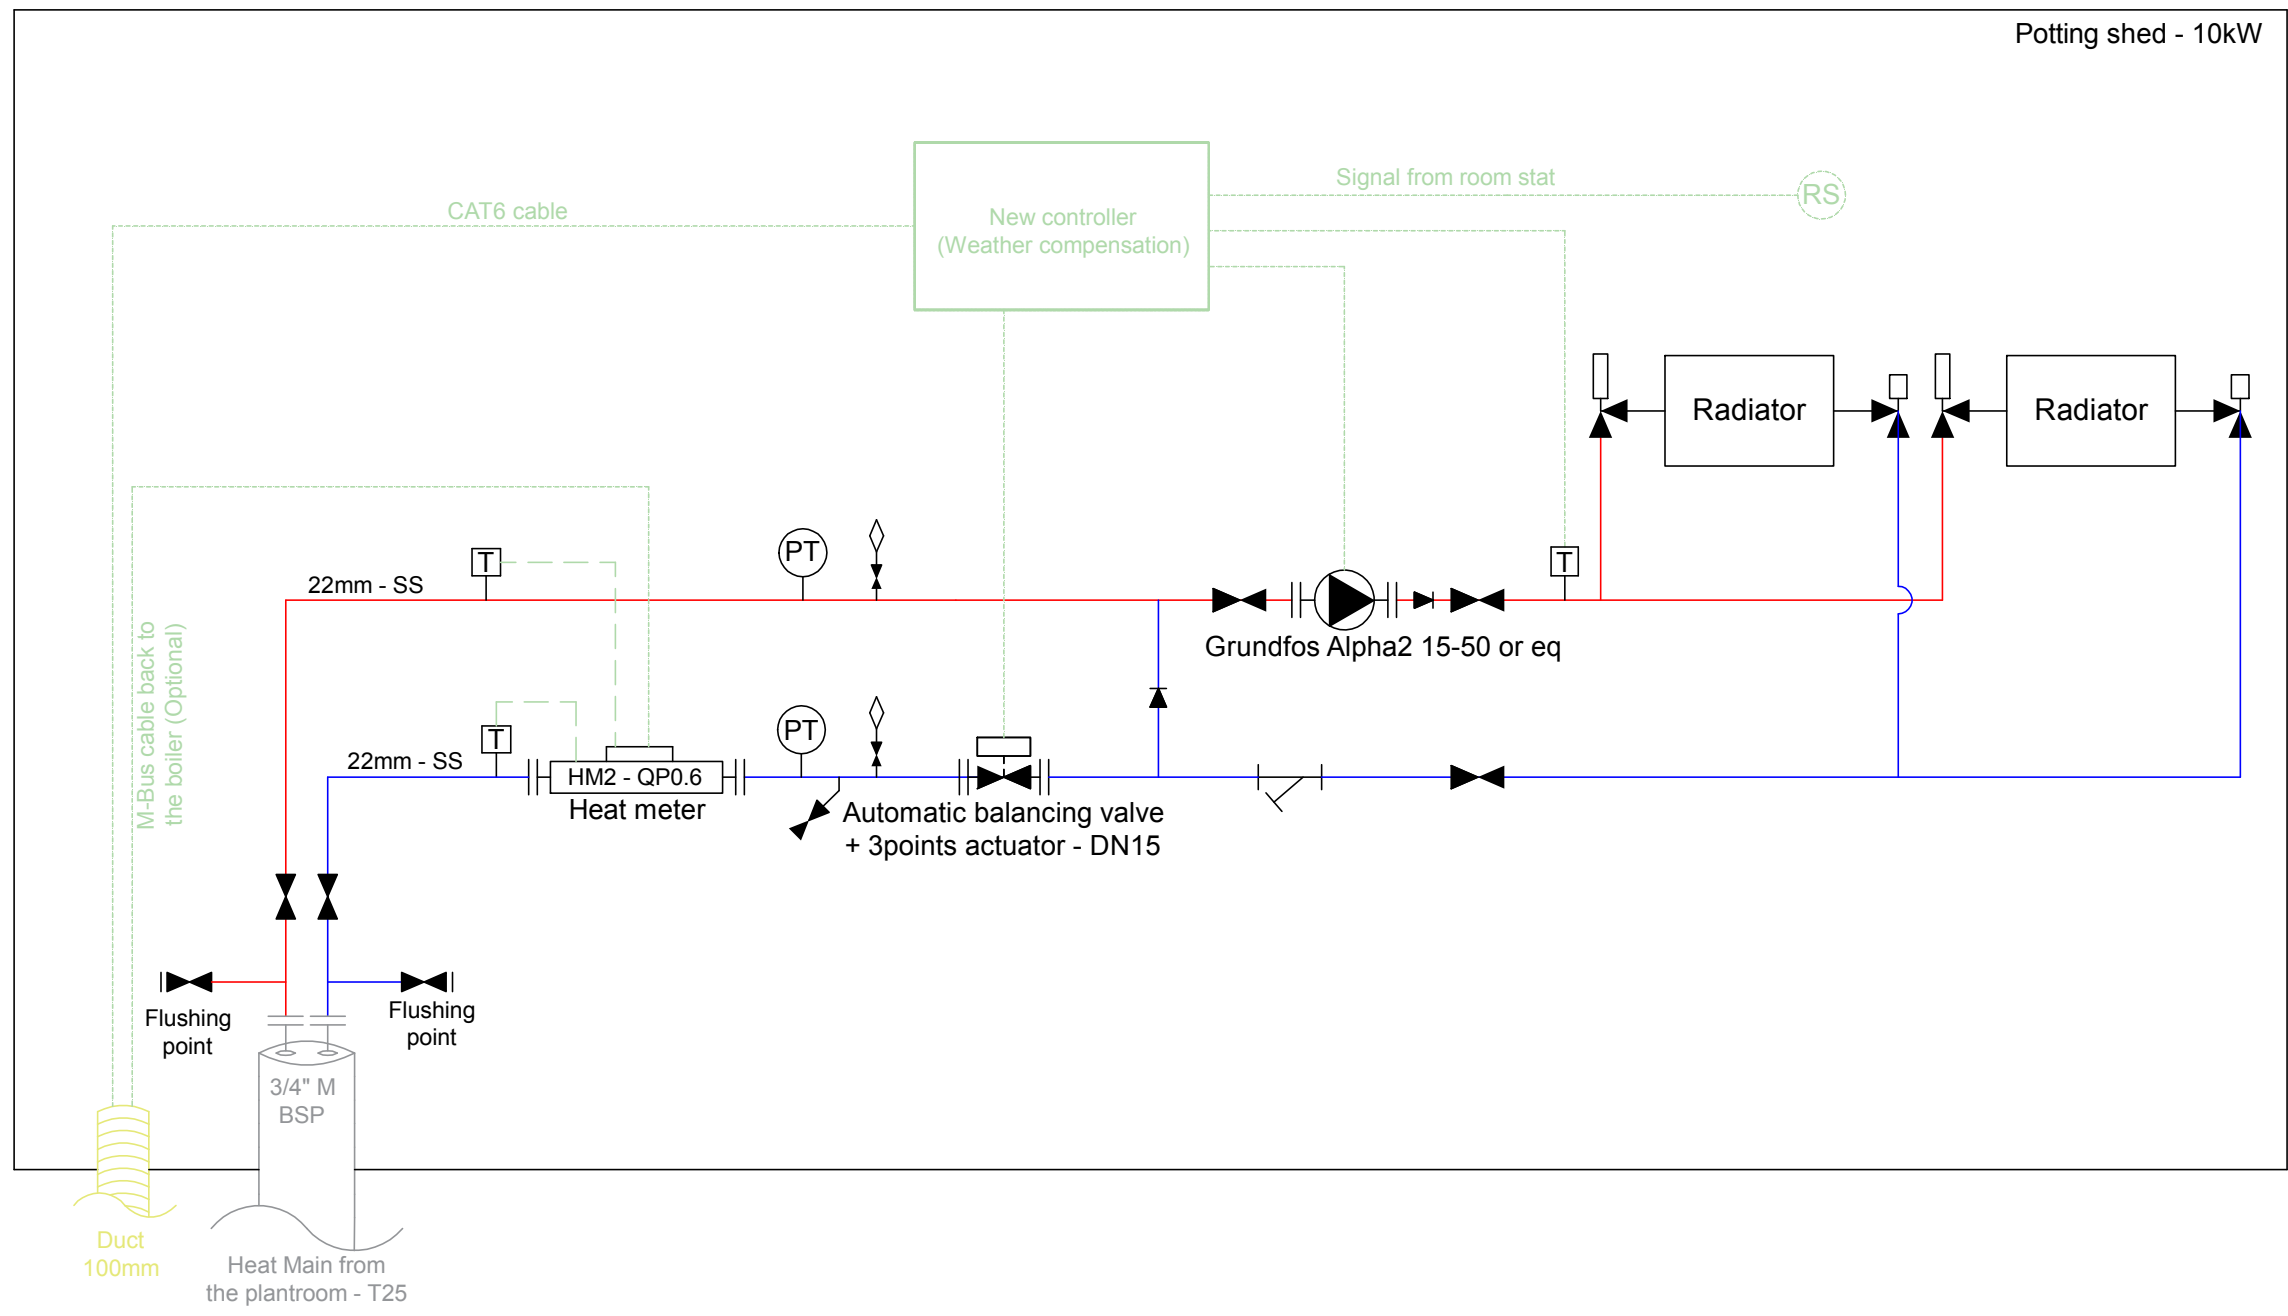 Potting shed - 10kW
Signal from room stat
RS
CAT6 cable
New controller
(Weather compensation)
Radiator
Radiator
PT
T
T
22mm - SS
Grundfos Alpha2 15-50 or eq
M-Bus cable back to
the boiler (Optional)
PT
T
22mm - SS
HM2 - QP0.6
Heat meter
Automatic balancing valve
+ 3points actuator - DN15
Flushing
point
Flushing
point
3/4" M
BSP
Duct
100mm
Heat Main from
the plantroom - T25